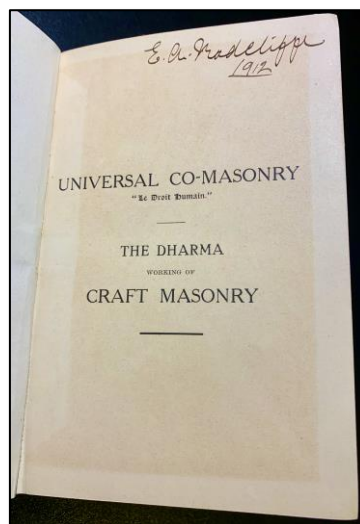 E. A. Radcliffe
1912
UNIVERSAL CO-MASONRY
"Le Droit Humain."
THE DHARMA
WORKING OF
CRAFT MASONRY